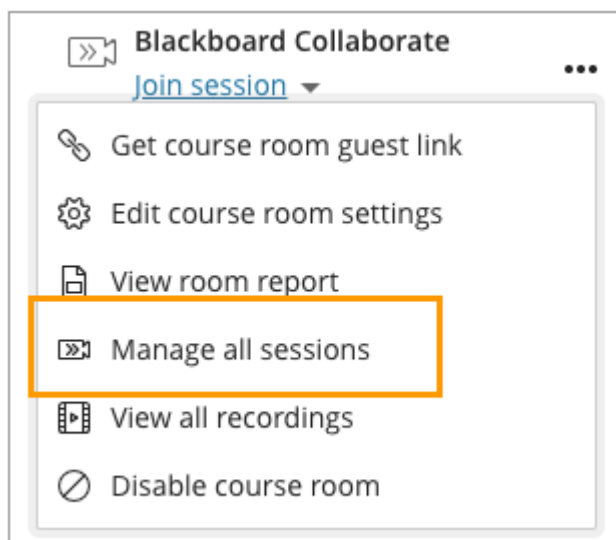 Blackboard Collaborate
Join session
Get course room guest link
Edit course room settings
View room report
Manage all sessions
View all recordings
Disable course room